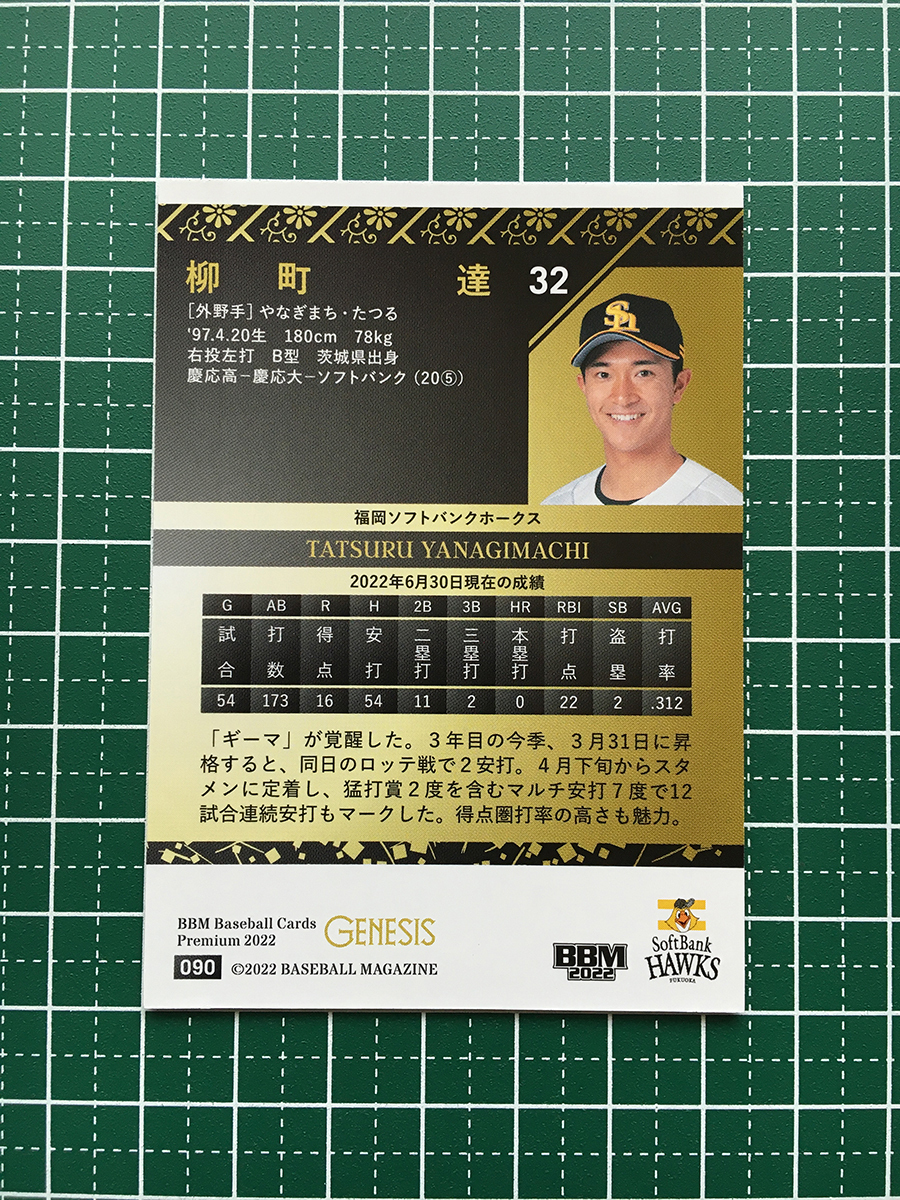 柳町 達 32
［外野手］やなぎまち・たつる
'97.4.20生 180cm 78kg
右投左打 B型 茨城県出身
慶応高－慶応大－ソフトバンク（20⑤）
SH
福岡ソフトバンクホークス
TATSURU YANAGIMACHI
2022年6月30日現在の成績
G AB R H 2B 3B HR RBI SB AVG
試合 打数 得点 安打 二塁打 三塁打 本塁打 打点 盗塁 打率
54 173 16 54 11 2 0 22 2 .312
「ギーマ」が覚醒した。３年目の今季、３月31日に昇
格すると、同日のロッテ戦で２安打。４月下旬からスタ
メンに定着し、猛打賞２度を含むマルチ安打７度で12
試合連続安打もマークした。得点圏打率の高さも魅力。
BBM Baseball Cards
Premium 2022
GENESIS
090 ©2022 BASEBALL MAGAZINE
BBM
2022
SoftBank
HAWKS
FUKUOKA